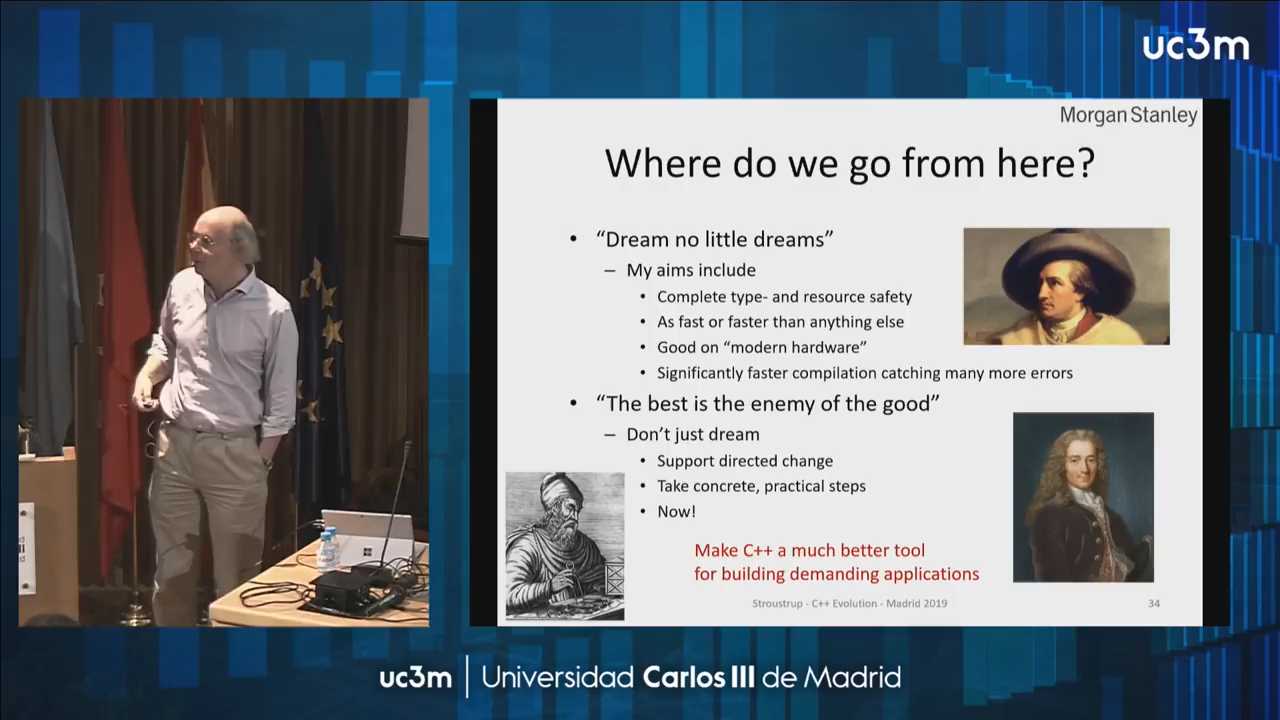 uc3m
Morgan Stanley
Where do we go from here?
• “Dream no little dreams”
– My aims include
• Complete type- and resource safety
• As fast or faster than anything else
• Good on “modern hardware”
• Significantly faster compilation catching many more errors
• “The best is the enemy of the good”
– Don’t just dream
• Support directed change
• Take concrete, practical steps
• Now!
Make C++ a much better tool
for building demanding applications
Stroustrup - C++ Evolution - Madrid 2019
34
uc3m | Universidad Carlos III de Madrid